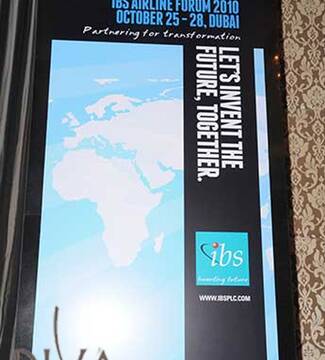 IBS AIRLINE FORUM 2010
OCTOBER 25 - 28, DUBAI
Partnering for transformation
LET'S INVENT THE
FUTURE, TOGETHER.
ibs
Inventing future
WWW.IBSPLC.COM
DIVA